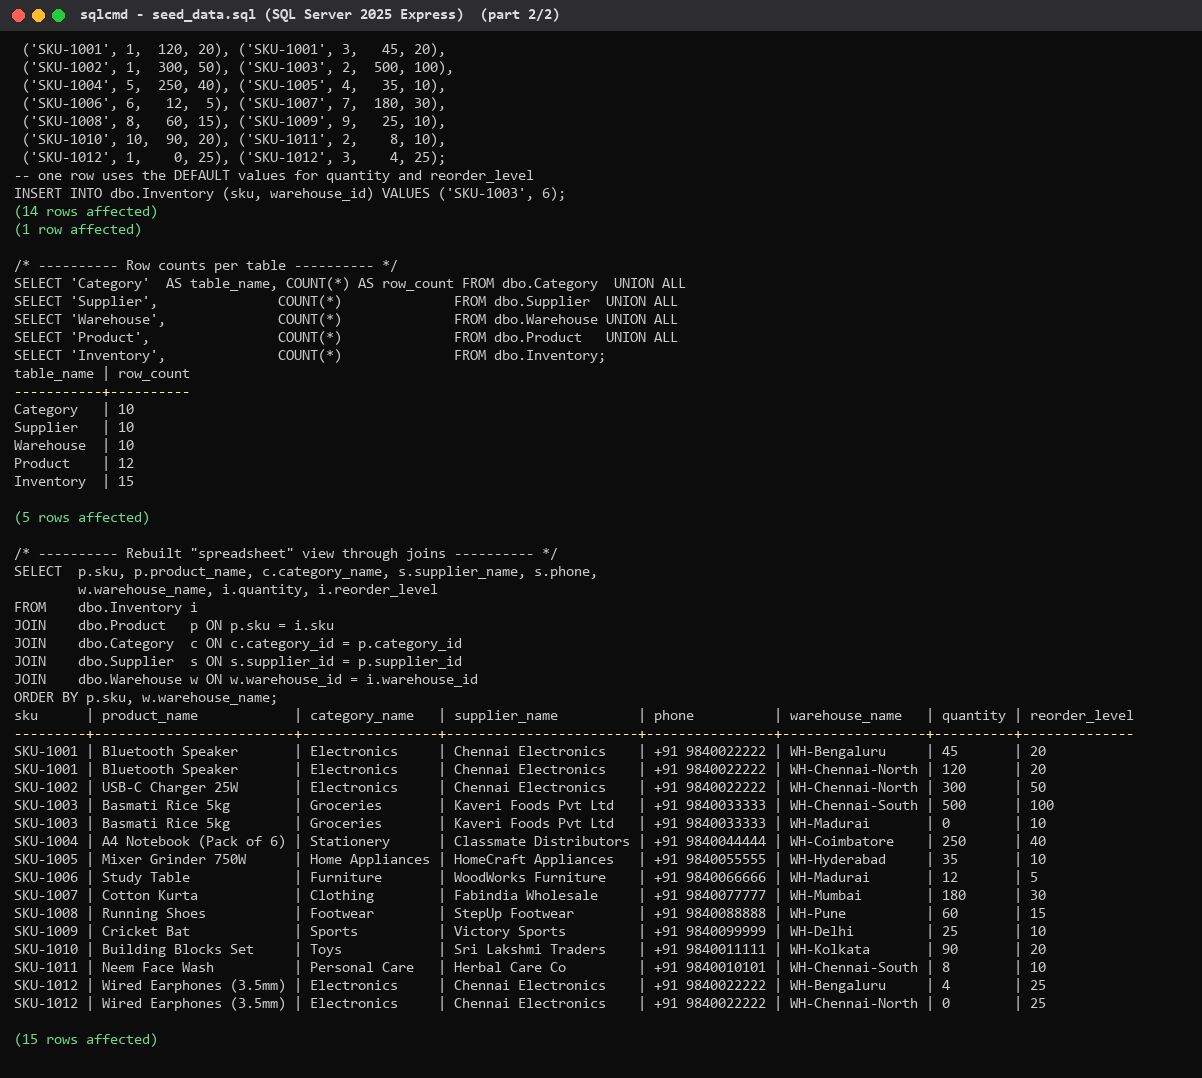 sqlcmd - seed_data.sql (SQL Server 2025 Express)  (part 2/2)
 ('SKU-1001', 1,  120, 20), ('SKU-1001', 3,   45, 20),
 ('SKU-1002', 1,  300, 50), ('SKU-1003', 2,  500, 100),
 ('SKU-1004', 5,  250, 40), ('SKU-1005', 4,   35, 10),
 ('SKU-1006', 6,   12,  5), ('SKU-1007', 7,  180, 30),
 ('SKU-1008', 8,   60, 15), ('SKU-1009', 9,   25, 10),
 ('SKU-1010', 10,  90, 20), ('SKU-1011', 2,    8, 10),
 ('SKU-1012', 1,    0, 25), ('SKU-1012', 3,    4, 25);
-- one row uses the DEFAULT values for quantity and reorder_level
INSERT INTO dbo.Inventory (sku, warehouse_id) VALUES ('SKU-1003', 6);
(14 rows affected)
(1 row affected)

/* ---------- Row counts per table ---------- */
SELECT 'Category'  AS table_name, COUNT(*) AS row_count FROM dbo.Category  UNION ALL
SELECT 'Supplier',               COUNT(*)              FROM dbo.Supplier  UNION ALL
SELECT 'Warehouse',              COUNT(*)              FROM dbo.Warehouse UNION ALL
SELECT 'Product',                COUNT(*)              FROM dbo.Product   UNION ALL
SELECT 'Inventory',              COUNT(*)              FROM dbo.Inventory;
table_name | row_count
-----------+----------
Category   | 10
Supplier   | 10
Warehouse  | 10
Product    | 12
Inventory  | 15

(5 rows affected)

/* ---------- Rebuilt "spreadsheet" view through joins ---------- */
SELECT  p.sku, p.product_name, c.category_name, s.supplier_name, s.phone,
        w.warehouse_name, i.quantity, i.reorder_level
FROM    dbo.Inventory i
JOIN    dbo.Product   p ON p.sku = i.sku
JOIN    dbo.Category  c ON c.category_id = p.category_id
JOIN    dbo.Supplier  s ON s.supplier_id = p.supplier_id
JOIN    dbo.Warehouse w ON w.warehouse_id = i.warehouse_id
ORDER BY p.sku, w.warehouse_name;
sku      | product_name            | category_name   | supplier_name          | phone          | warehouse_name   | quantity | reorder_level
---------+-------------------------+-----------------+------------------------+----------------+------------------+----------+--------------
SKU-1001 | Bluetooth Speaker       | Electronics     | Chennai Electronics    | +91 9840022222 | WH-Bengaluru     | 45       | 20
SKU-1001 | Bluetooth Speaker       | Electronics     | Chennai Electronics    | +91 9840022222 | WH-Chennai-North | 120      | 20
SKU-1002 | USB-C Charger 25W       | Electronics     | Chennai Electronics    | +91 9840022222 | WH-Chennai-North | 300      | 50
SKU-1003 | Basmati Rice 5kg        | Groceries       | Kaveri Foods Pvt Ltd   | +91 9840033333 | WH-Chennai-South | 500      | 100
SKU-1003 | Basmati Rice 5kg        | Groceries       | Kaveri Foods Pvt Ltd   | +91 9840033333 | WH-Madurai       | 0        | 10
SKU-1004 | A4 Notebook (Pack of 6) | Stationery      | Classmate Distributors | +91 9840044444 | WH-Coimbatore    | 250      | 40
SKU-1005 | Mixer Grinder 750W      | Home Appliances | HomeCraft Appliances   | +91 9840055555 | WH-Hyderabad     | 35       | 10
SKU-1006 | Study Table             | Furniture       | WoodWorks Furniture    | +91 9840066666 | WH-Madurai       | 12       | 5
SKU-1007 | Cotton Kurta            | Clothing        | Fabindia Wholesale     | +91 9840077777 | WH-Mumbai        | 180      | 30
SKU-1008 | Running Shoes           | Footwear        | StepUp Footwear        | +91 9840088888 | WH-Pune          | 60       | 15
SKU-1009 | Cricket Bat             | Sports          | Victory Sports         | +91 9840099999 | WH-Delhi         | 25       | 10
SKU-1010 | Building Blocks Set     | Toys            | Sri Lakshmi Traders    | +91 9840011111 | WH-Kolkata       | 90       | 20
SKU-1011 | Neem Face Wash          | Personal Care   | Herbal Care Co         | +91 9840010101 | WH-Chennai-South | 8        | 10
SKU-1012 | Wired Earphones (3.5mm) | Electronics     | Chennai Electronics    | +91 9840022222 | WH-Bengaluru     | 4        | 25
SKU-1012 | Wired Earphones (3.5mm) | Electronics     | Chennai Electronics    | +91 9840022222 | WH-Chennai-North | 0        | 25

(15 rows affected)